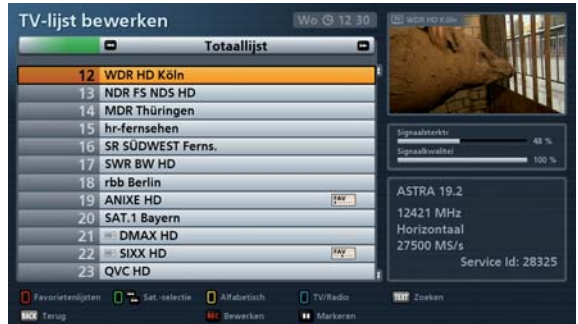 TV-lijst bewerken
Wo 12 30
WDR HD Köln
Totaallijst
12 WDR HD Köln
13 NDR FS NDS HD
14 MDR Thüringen
15 hr-fernsehen
16 SR SÜDWEST Ferns.
17 SWR BW HD
18 rbb Berlin
19 ANIXE HD FAV
20 SAT.1 Bayern
21 DMAX HD
22 SIXX HD FAV
23 QVC HD
Signaalsterkte
48 %
Signaalkwaliteit
100 %
ASTRA 19.2
12421 MHz
Horizontaal
27500 MS/s
Service Id: 28325
Favorietenlijsten Sat.-selectie Alfabetisch TV/Radio TEXT Zoeken
BACK Terug REC Bewerken Markeren